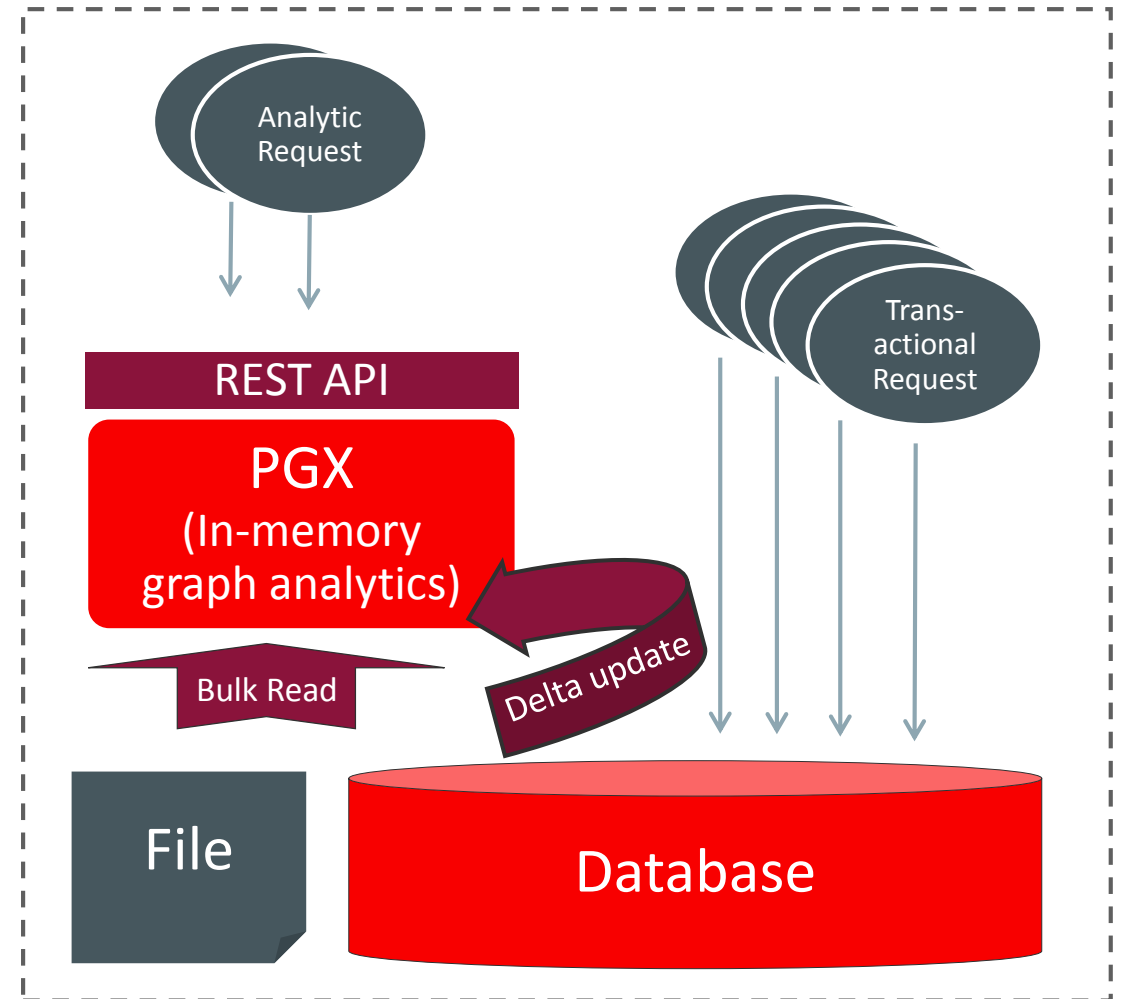 Analytic
Request
Trans-
actional
Request
REST API
PGX
(In-memory
graph analytics)
Delta update
Bulk Read
File
Database